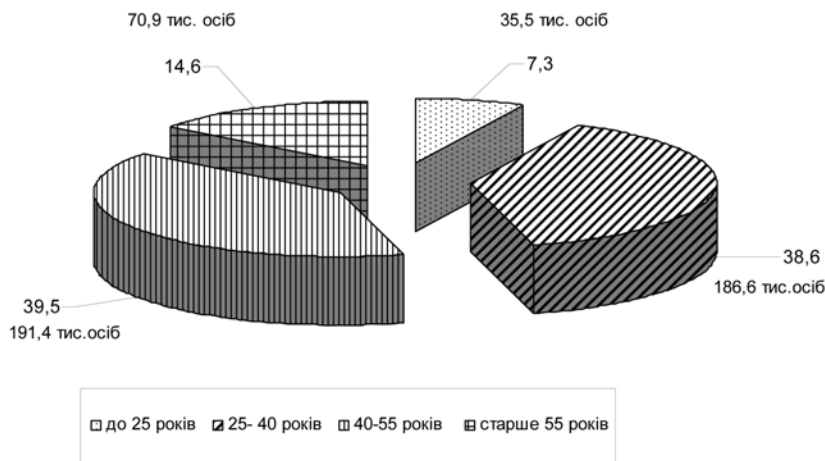 70,9 тис. осіб
35,5 тис. осіб
14,6
7,3
38,6
186,6 тис.осіб
39,5
191,4 тис.осіб
до 25 років 25- 40 років 40-55 років старше 55 років